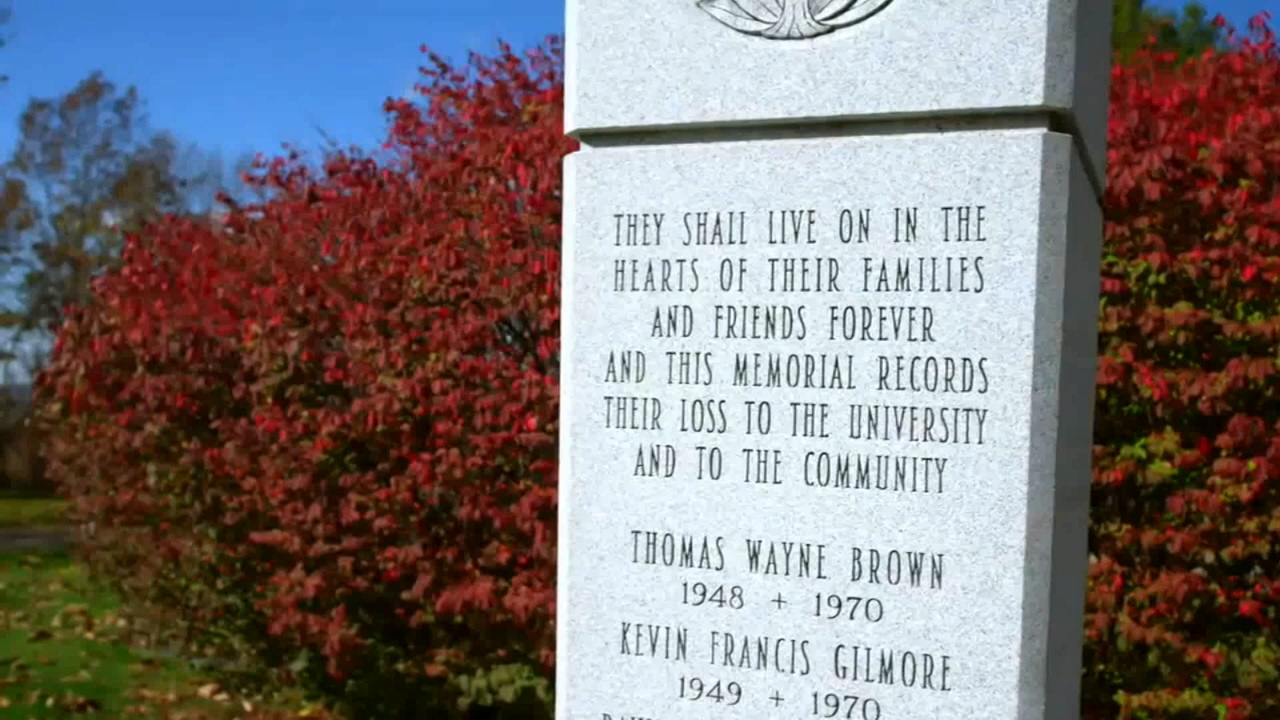 THEY SHALL LIVE ON IN THE
HEARTS OF THEIR FAMILIES
AND FRIENDS FOREVER
AND THIS MEMORIAL RECORDS
THEIR LOSS TO THE UNIVERSITY
AND TO THE COMMUNITY
THOMAS WAYNE BROWN
1948 + 1970
KEVIN FRANCIS GILMORE
1949 + 1970